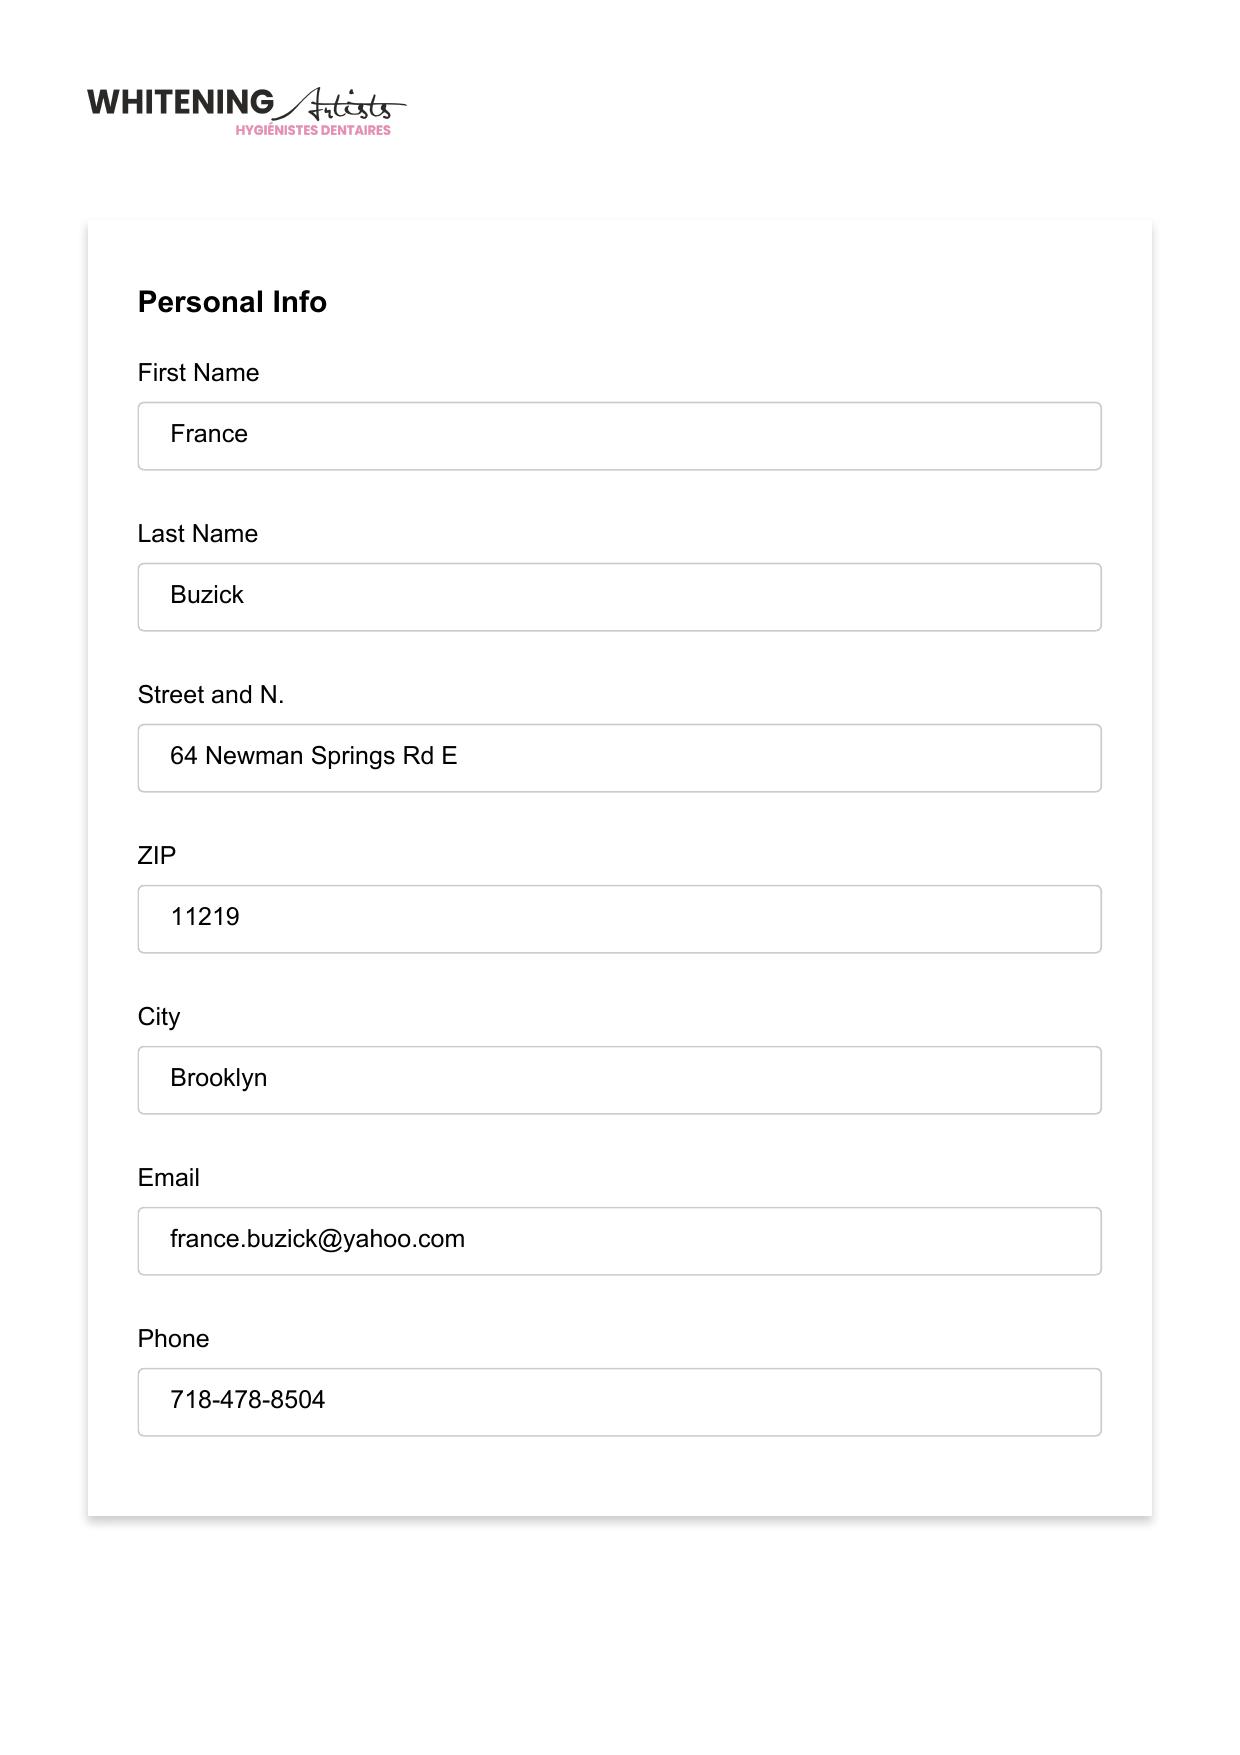 WHITENING Artists
HYGIÉNISTES DENTAIRES
Personal Info
First Name
France
Last Name
Buzick
Street and N.
64 Newman Springs Rd E
ZIP
11219
City
Brooklyn
Email
france.buzick@yahoo.com
Phone
718-478-8504